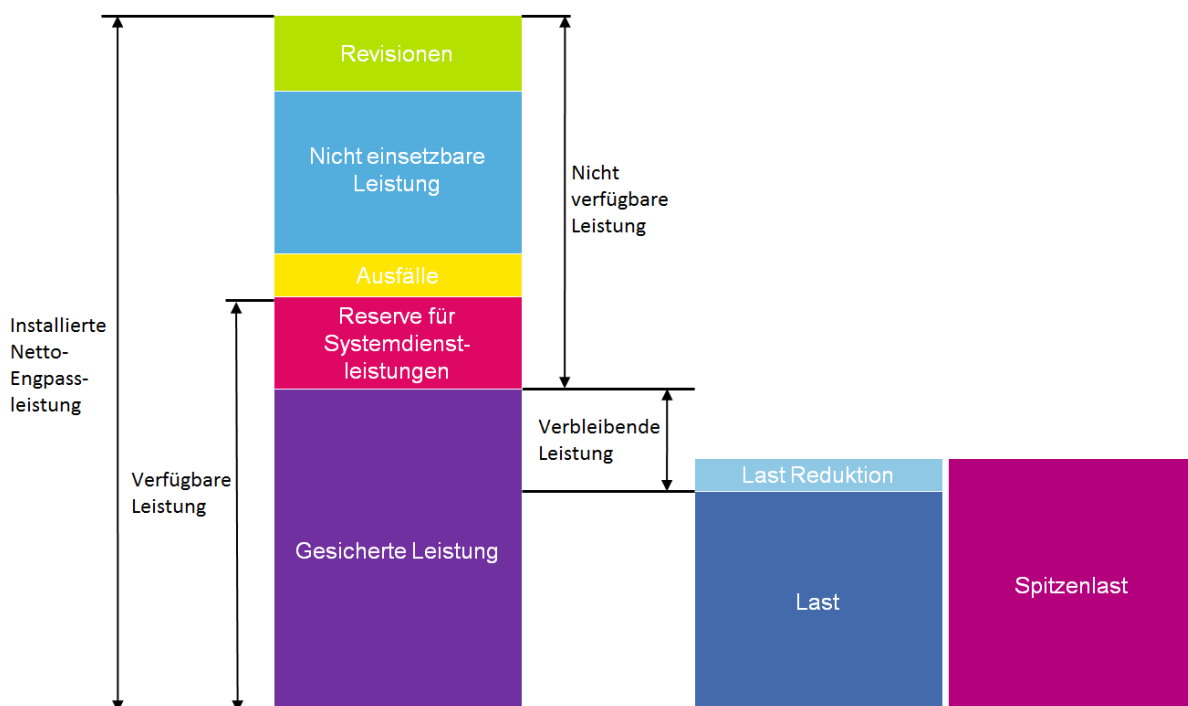 Revisionen
Nicht einsetzbare
Leistung
Ausfälle
Reserve für
Systemdienst-
leistungen
Gesicherte Leistung
Installierte
Netto-
Engpass-
leistung
Verfügbare
Leistung
Nicht
verfügbare
Leistung
Verbleibende
Leistung
Last Reduktion
Last
Spitzenlast